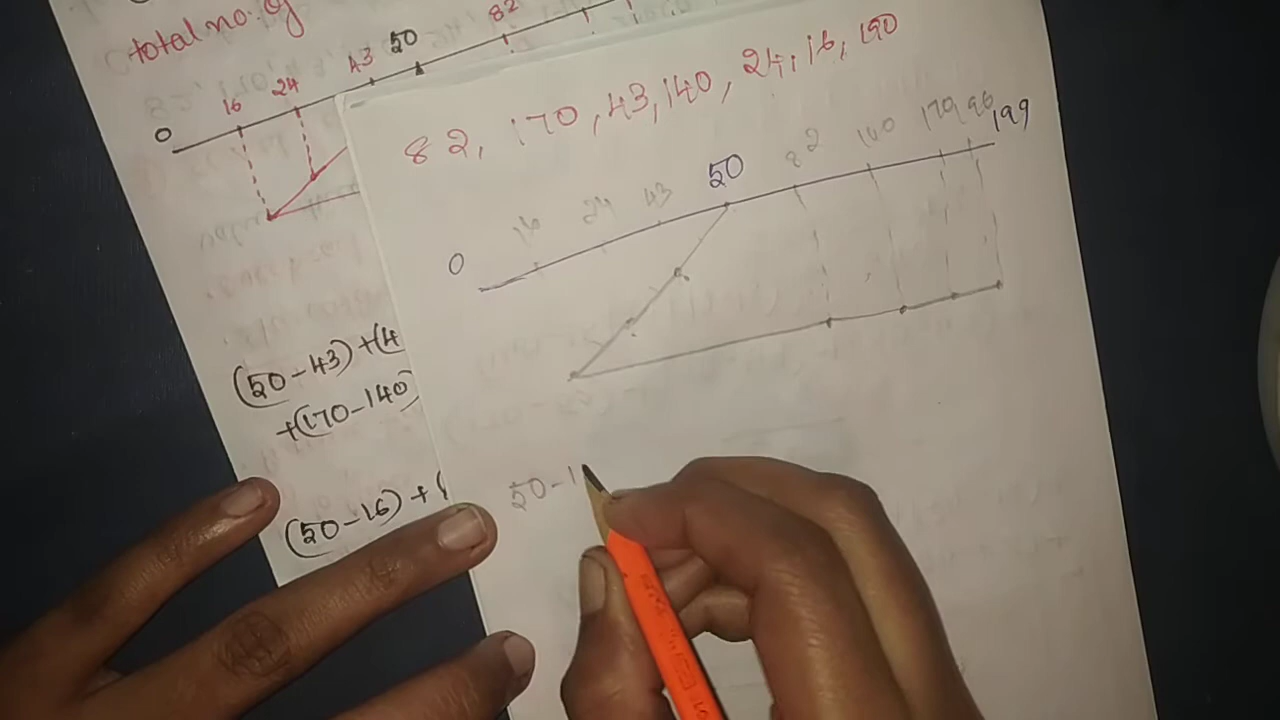 total no: of
0 16 24 43 50 82
82, 170, 43, 140, 24, 16, 190
0 16 24 43 50 82 140 170 190 199
(50-43)+(4
+(170-140)
(50-16)+(
50-1